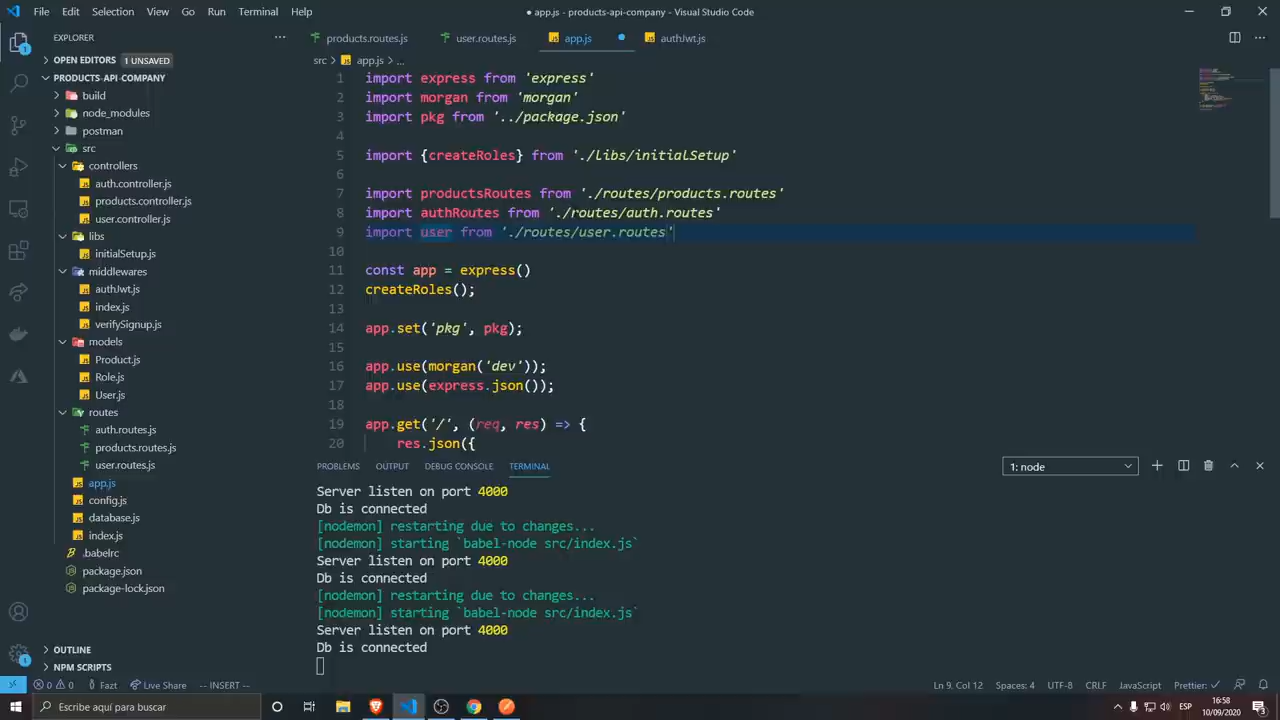 File Edit Selection View Go Run Terminal Help
● app.js - products-api-company - Visual Studio Code
EXPLORER ...
products.routes.js user.routes.js app.js authJwt.js ...
OPEN EDITORS 1 UNSAVED
src > app.js > ...
PRODUCTS-API-COMPANY
build
node_modules
postman
src
controllers
auth.controller.js
products.controller.js
user.controller.js
libs
initialSetup.js
middlewares
authJwt.js
index.js
verifySignup.js
models
Product.js
Role.js
User.js
routes
auth.routes.js
products.routes.js
user.routes.js
app.js
config.js
database.js
index.js
.babelrc
package.json
package-lock.json
OUTLINE
NPM SCRIPTS
1 import express from 'express'
2 import morgan from 'morgan'
3 import pkg from '../package.json'
4
5 import {createRoles} from './libs/initialSetup'
6
7 import productsRoutes from './routes/products.routes'
8 import authRoutes from './routes/auth.routes'
9 import user from './routes/user.routes'
10
11 const app = express()
12 createRoles();
13
14 app.set('pkg', pkg);
15
16 app.use(morgan('dev'));
17 app.use(express.json());
18
19 app.get('/', (req, res) => {
20 res.json({
PROBLEMS OUTPUT DEBUG CONSOLE TERMINAL 1: node
Server listen on port 4000
Db is connected
[nodemon] restarting due to changes...
[nodemon] starting `babel-node src/index.js`
Server listen on port 4000
Db is connected
[nodemon] restarting due to changes...
[nodemon] starting `babel-node src/index.js`
Server listen on port 4000
Db is connected
0 0 Fazt Live Share -- INSERT -- Ln 9, Col 12 Spaces: 4 UTF-8 CRLF JavaScript Prettier: ✓
1 1
Escribe aquí para buscar ESP 16:58 10/09/2020 3